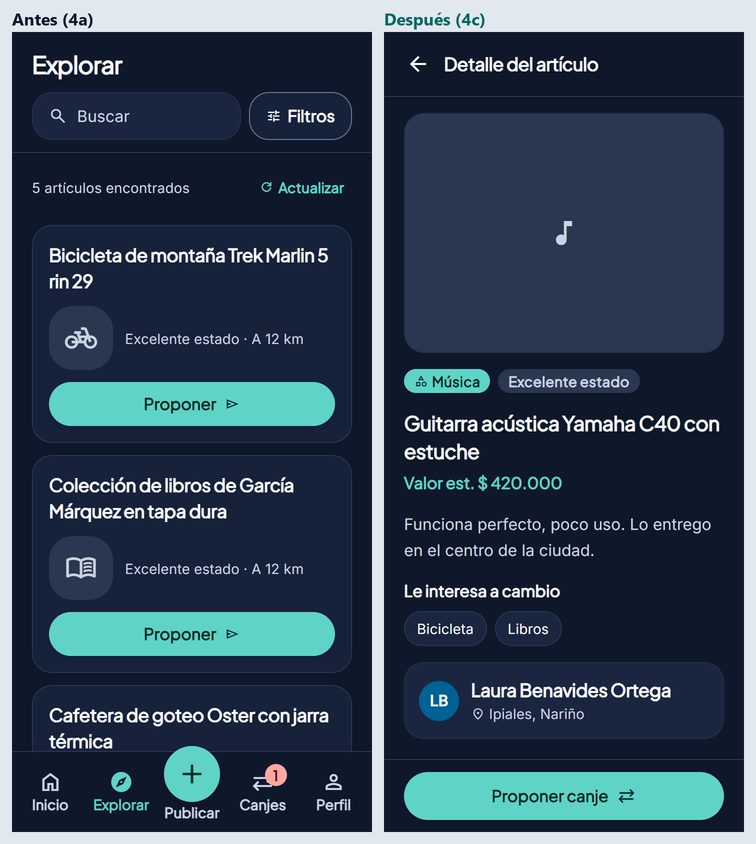 Antes (4a)
Explorar
Buscar
Filtros
5 artículos encontrados
Actualizar
Bicicleta de montaña Trek Marlin 5
rin 29
Excelente estado · A 12 km
Proponer
Colección de libros de García
Márquez en tapa dura
Excelente estado · A 12 km
Proponer
Cafetera de goteo Oster con jarra
térmica
Inicio
Explorar
Publicar
1
Canjes
Perfil
Después (4c)
Detalle del artículo
Música
Excelente estado
Guitarra acústica Yamaha C40 con
estuche
Valor est. $ 420.000
Funciona perfecto, poco uso. Lo entrego
en el centro de la ciudad.
Le interesa a cambio
Bicicleta
Libros
LB
Laura Benavides Ortega
Ipiales, Nariño
Proponer canje